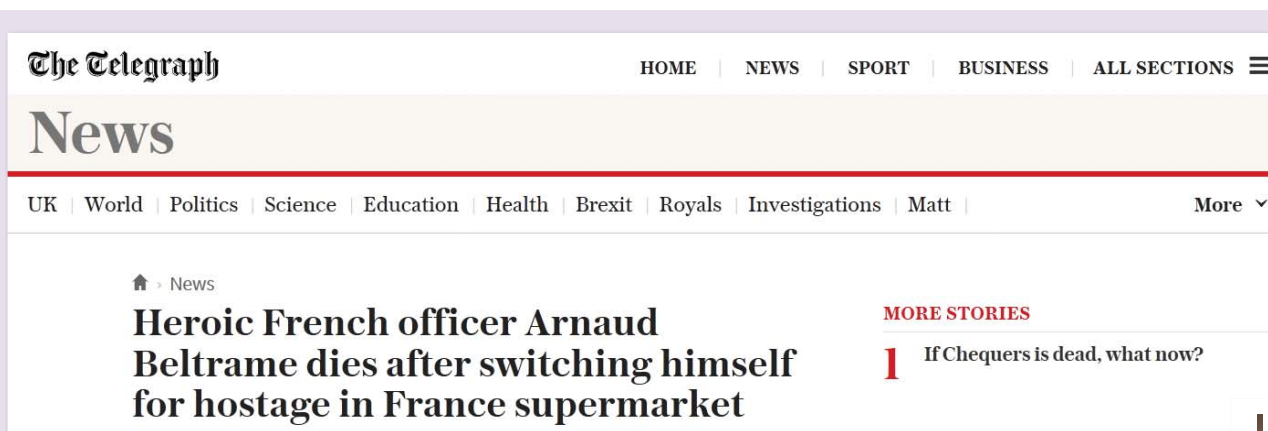 The Telegraph
HOME NEWS SPORT BUSINESS ALL SECTIONS
News
UK World Politics Science Education Health Brexit Royals Investigations Matt More
News
Heroic French officer Arnaud
Beltrame dies after switching himself
for hostage in France supermarket
MORE STORIES
1 If Chequers is dead, what now?